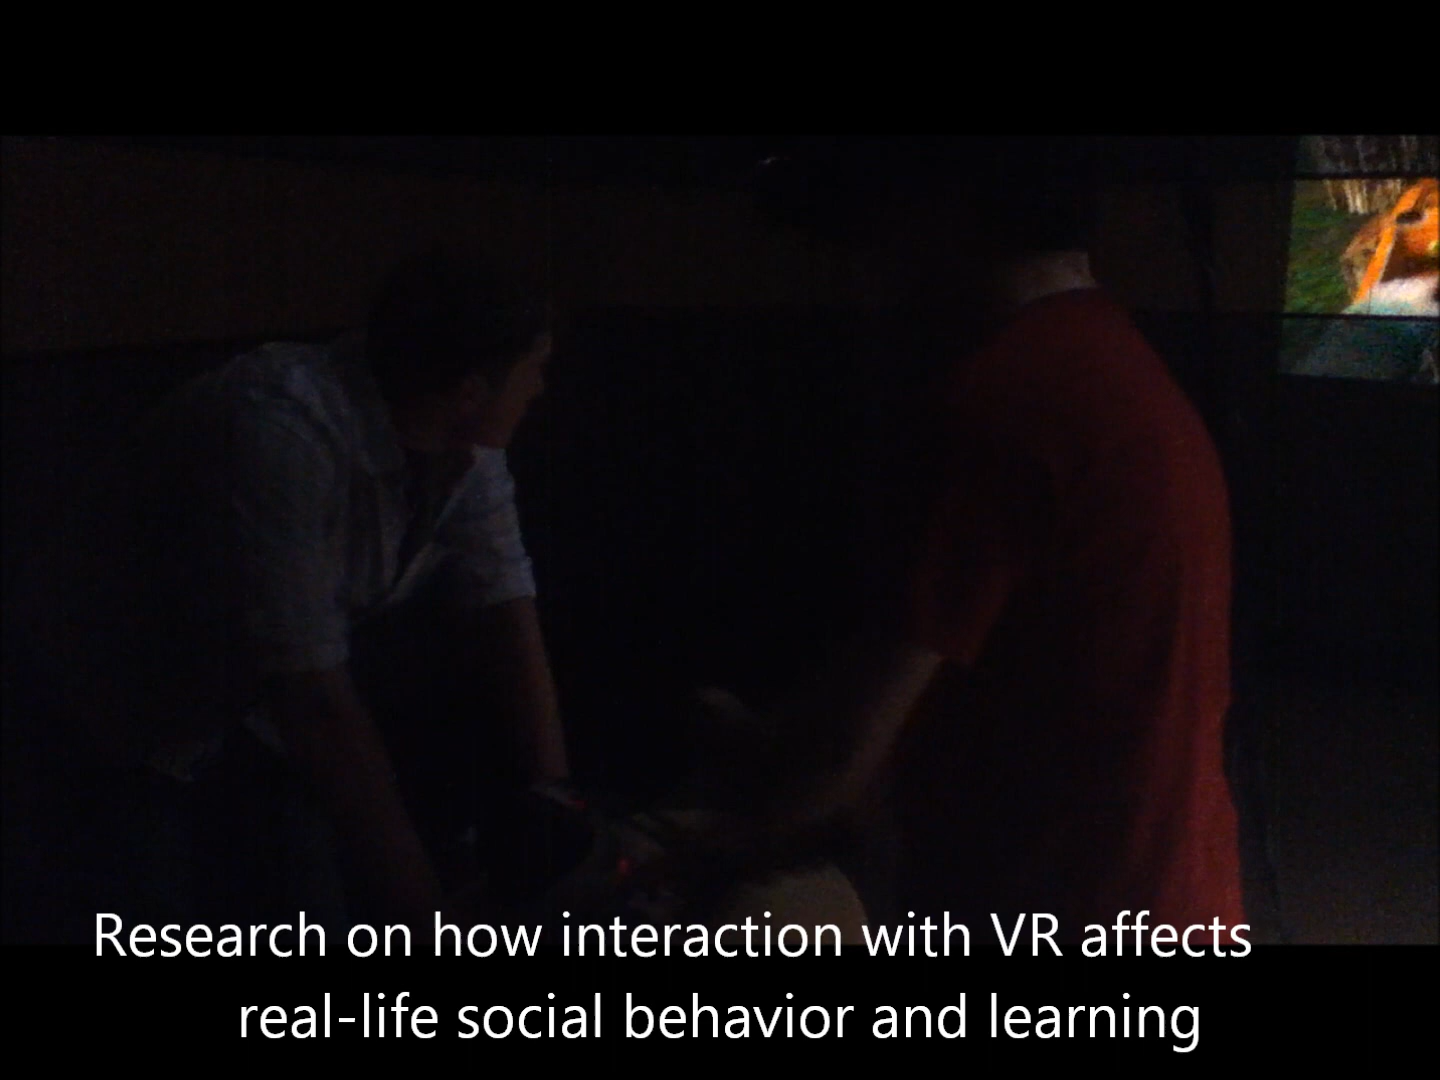 Research on how interaction with VR affects
real-life social behavior and learning